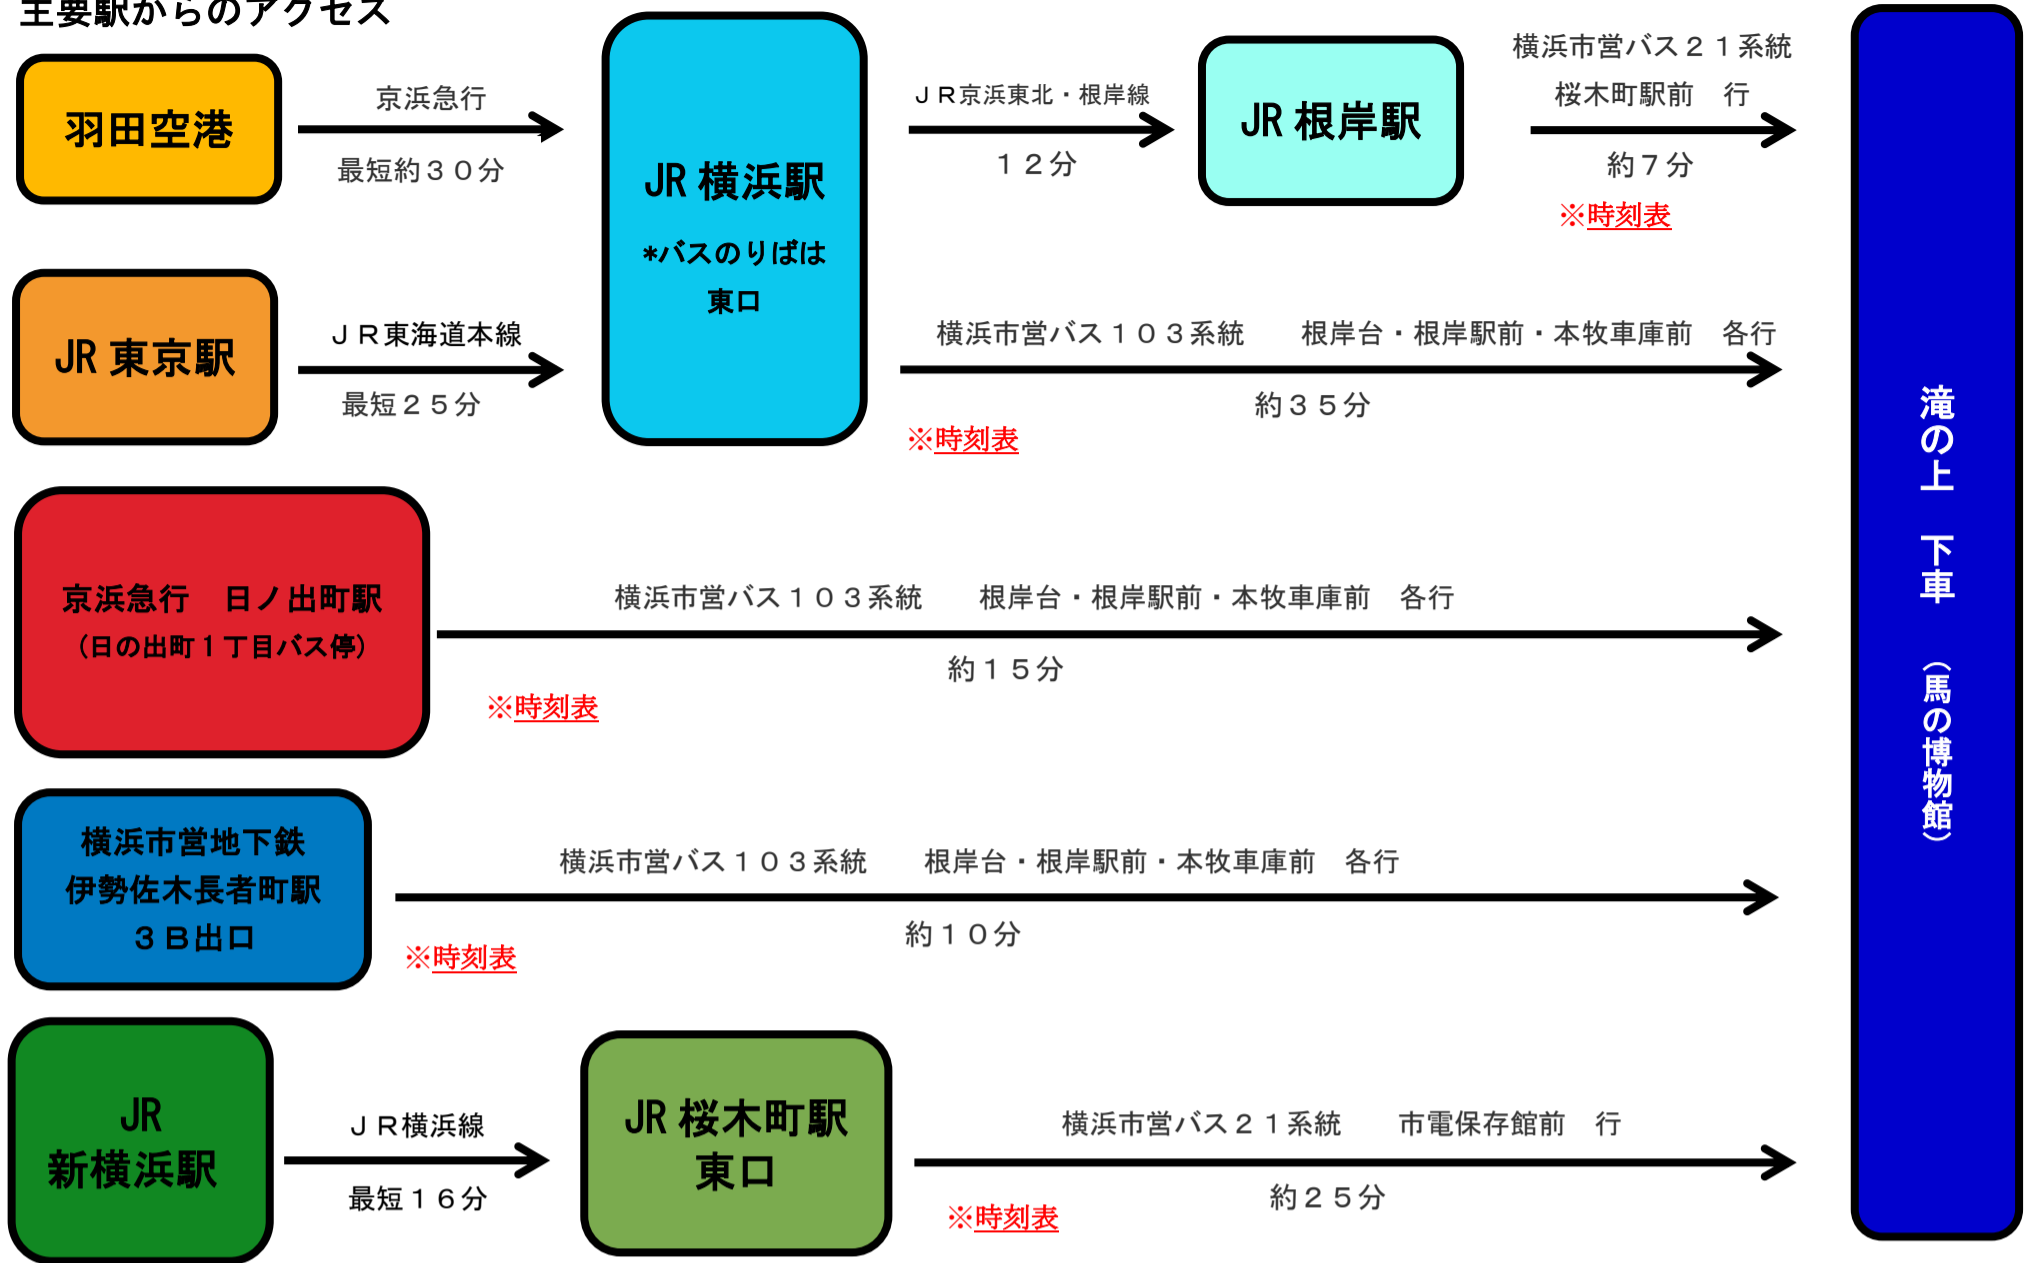 主要駅からのアクセス
羽田空港
京浜急行
最短約３０分
JR 横浜駅
*バスのりばは
東口
ＪＲ京浜東北・根岸線
１２分
JR 根岸駅
横浜市営バス２１系統
桜木町駅前　行
約７分
※時刻表
JR 東京駅
ＪＲ東海道本線
最短２５分
横浜市営バス１０３系統　　根岸台・根岸駅前・本牧車庫前　各行
約３５分
※時刻表
京浜急行　日ノ出町駅
（日の出町１丁目バス停）
横浜市営バス１０３系統　　根岸台・根岸駅前・本牧車庫前　各行
約１５分
※時刻表
横浜市営地下鉄
伊勢佐木長者町駅
３Ｂ出口
横浜市営バス１０３系統　　根岸台・根岸駅前・本牧車庫前　各行
約１０分
※時刻表
JR
新横浜駅
ＪＲ横浜線
最短１６分
JR 桜木町駅
東口
横浜市営バス２１系統　　市電保存館前　行
約２５分
※時刻表
滝の上　下車　（馬の博物館）